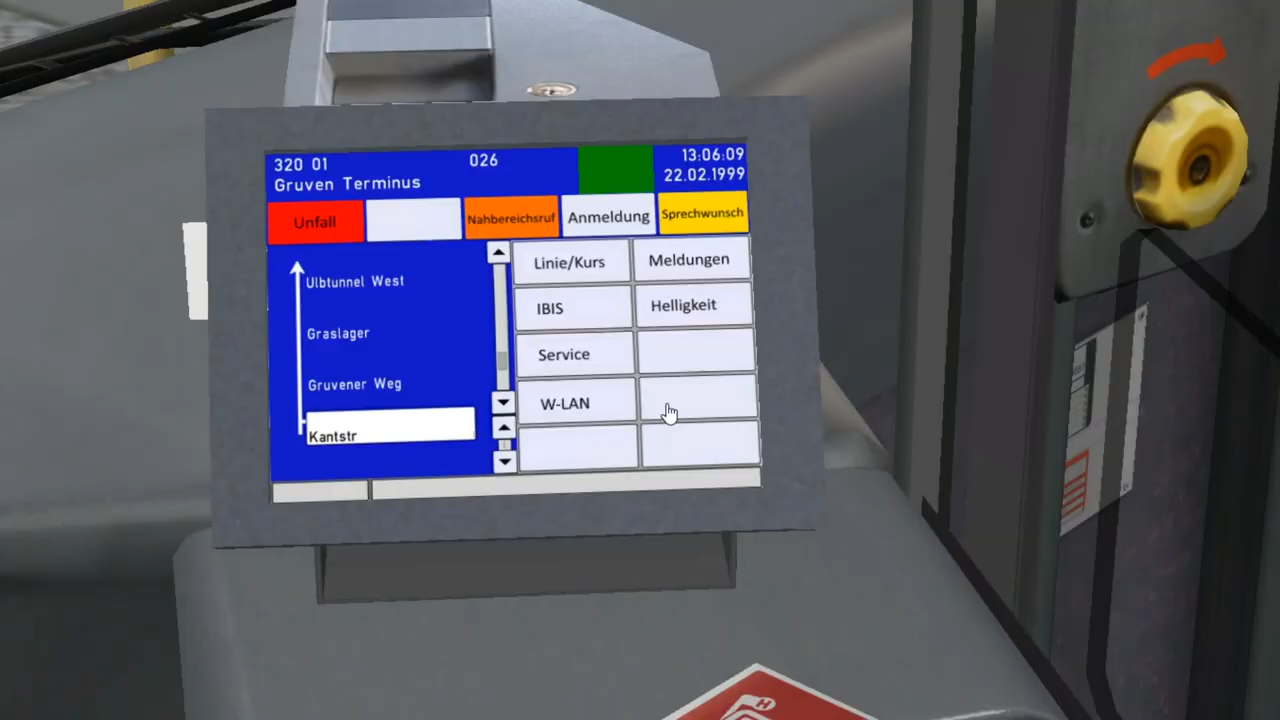 320 01
026
13:06:09
Gruven Terminus
22.02.1999
Unfall
Nahbereichsruf
Anmeldung
Sprechwunsch
Ulbtunnel West
Graslager
Gruvener Weg
Kantstr
Linie/Kurs
Meldungen
IBIS
Helligkeit
Service
W-LAN
H